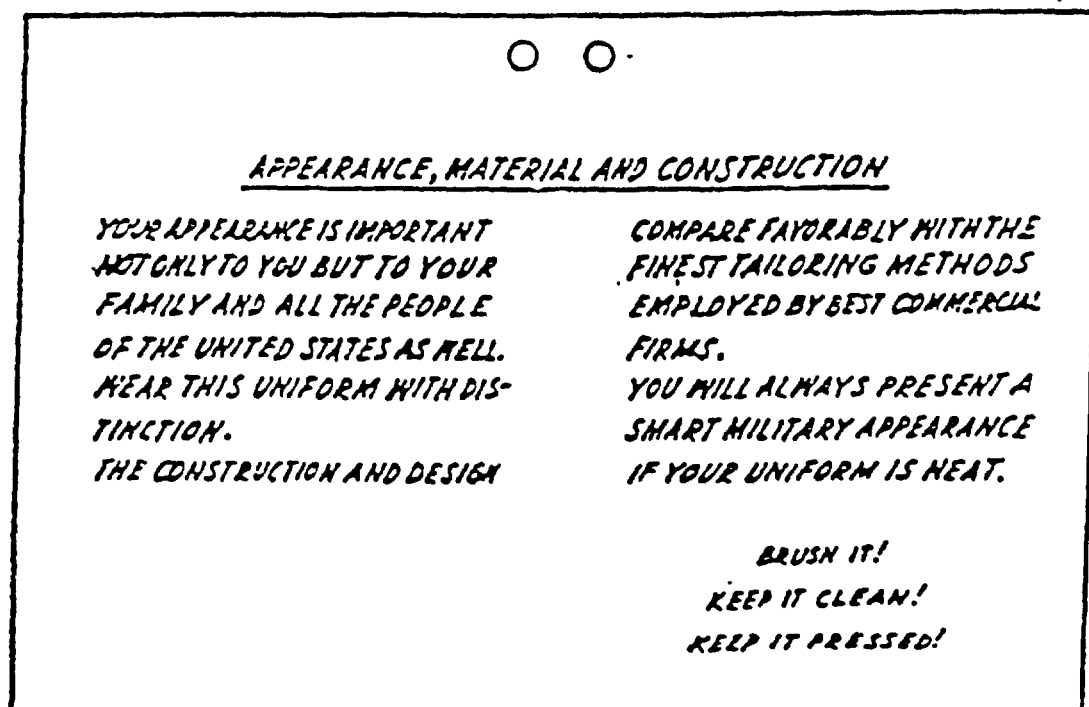 APPEARANCE, MATERIAL AND CONSTRUCTION
YOUR APPEARANCE IS IMPORTANT
NOT ONLY TO YOU BUT TO YOUR
FAMILY AND ALL THE PEOPLE
OF THE UNITED STATES AS WELL.
WEAR THIS UNIFORM WITH DIS-
TINCTION.
THE CONSTRUCTION AND DESIGN
COMPARE FAVORABLY WITH THE
FINEST TAILORING METHODS
EMPLOYED BY BEST COMMERCIAL
FIRMS.
YOU WILL ALWAYS PRESENT A
SMART MILITARY APPEARANCE
IF YOUR UNIFORM IS NEAT.
BRUSH IT!
KEEP IT CLEAN!
KEEP IT PRESSED!